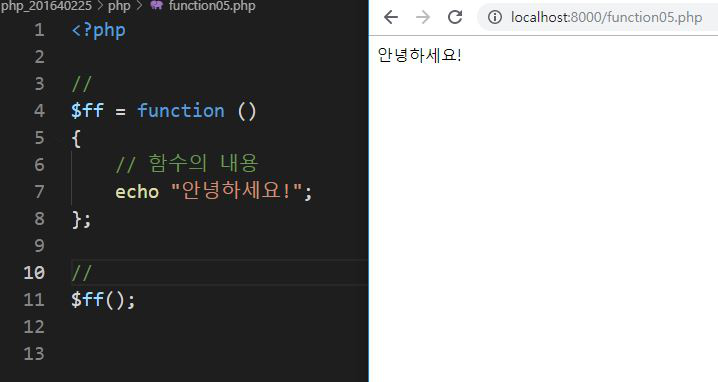 php_201640225 > php > function05.php
1 <?php
2
3 //
4 $ff = function ()
5 {
6 // 함수의 내용
7 echo "안녕하세요!";
8 };
9
10 //
11 $ff();
12
13
localhost:8000/function05.php
안녕하세요!